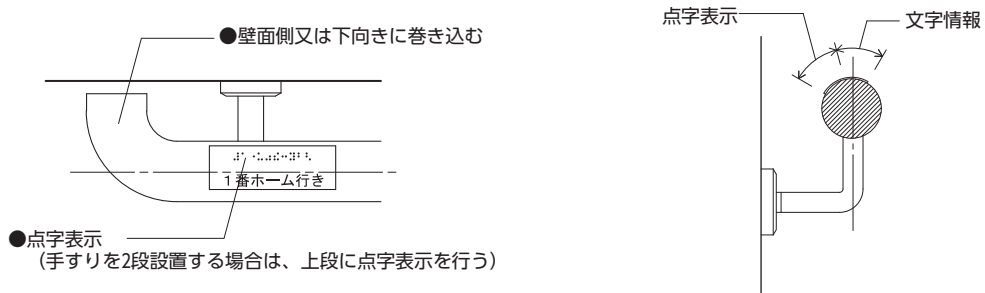 ●壁面側又は下向きに巻き込む
1番ホーム行き
●点字表示
(手すりを2段設置する場合は、上段に点字表示を行う)
点字表示
文字情報